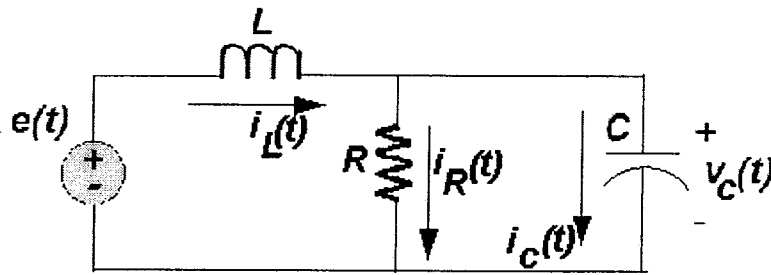 L
e(t)
i_L(t)
+
-
R
i_R(t)
i_c(t)
C
+
v_c(t)
-